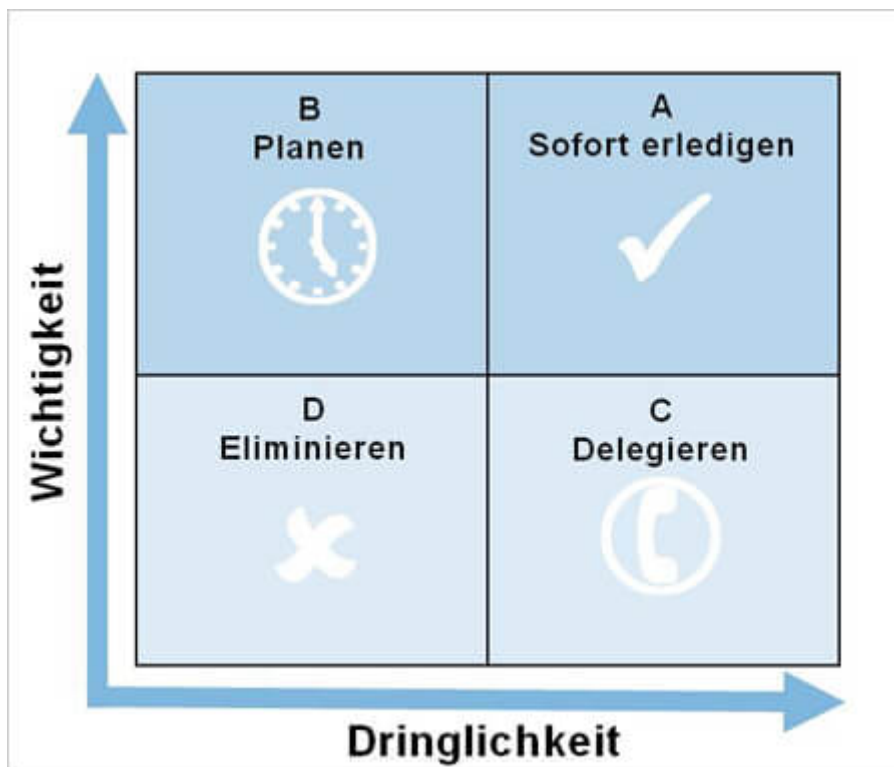 B
Planen
A
Sofort erledigen
D
Eliminieren
C
Delegieren
Wichtigkeit
Dringlichkeit